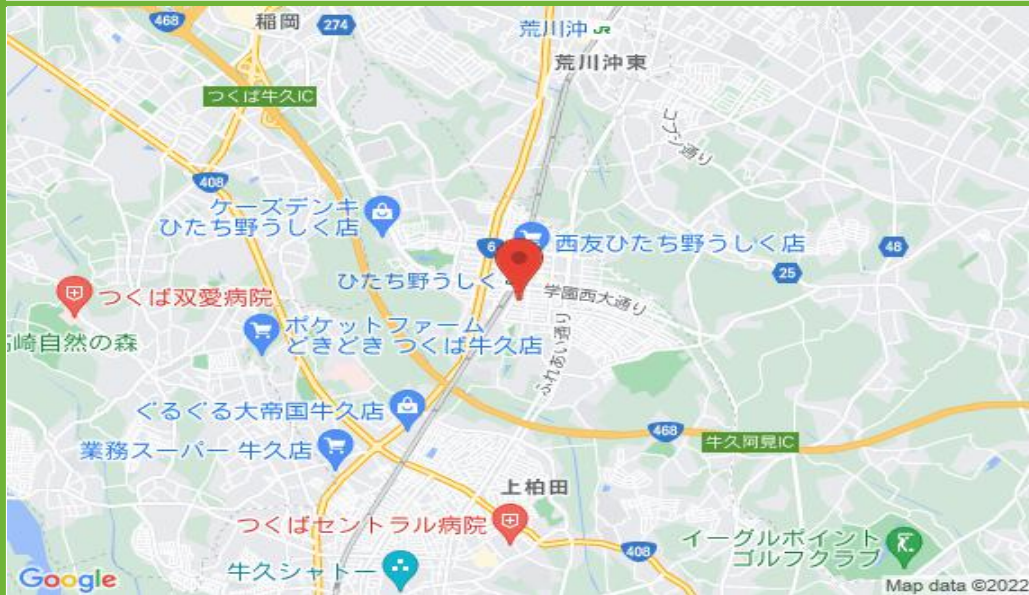 468
稲岡
274
荒川沖
JR
荒川沖東
つくば牛久IC
コブシ通り
408
ケーズデンキ
ひたち野うしく店
6
西友ひたち野うしく店
48
25
ひたち野うしく
学園西大通り
つくば双愛病院
ポケットファーム
どきどき つくば牛久店
崎自然の森
ふれあい通り
ぐるぐる大帝国牛久店
468
牛久阿見IC
業務スーパー 牛久店
上柏田
つくばセントラル病院
408
イーグルポイント
ゴルフクラブ
牛久シャトー
Google
Map data ©2022